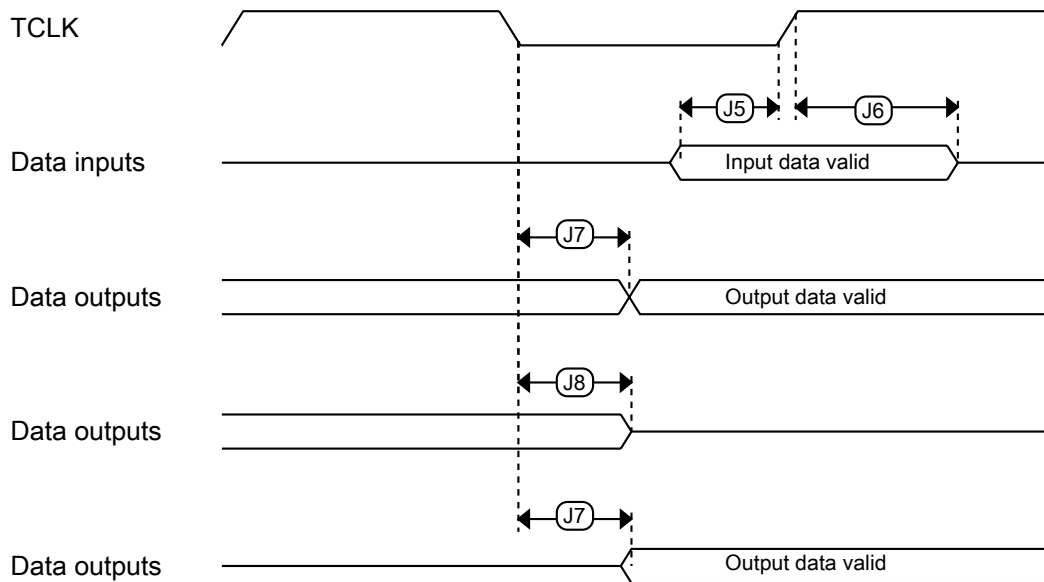 TCLK
J5
J6
Data inputs
Input data valid
J7
Data outputs
Output data valid
J8
Data outputs
J7
Data outputs
Output data valid